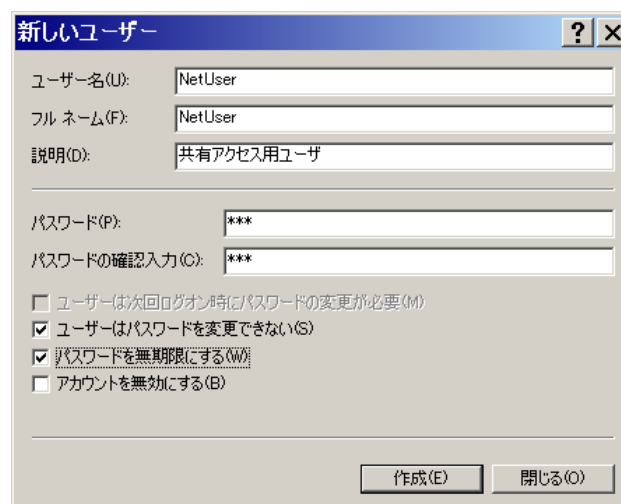 新しいユーザー
ユーザー名(U): NetUser
フル ネーム(F): NetUser
説明(D): 共有アクセス用ユーザ
パスワード(P): ***
パスワードの確認入力(C): ***
ユーザーは次回ログオン時にパスワードの変更が必要(M)
ユーザーはパスワードを変更できない(S)
パスワードを無期限にする(W)
アカウントを無効にする(B)
作成(E) 閉じる(O)